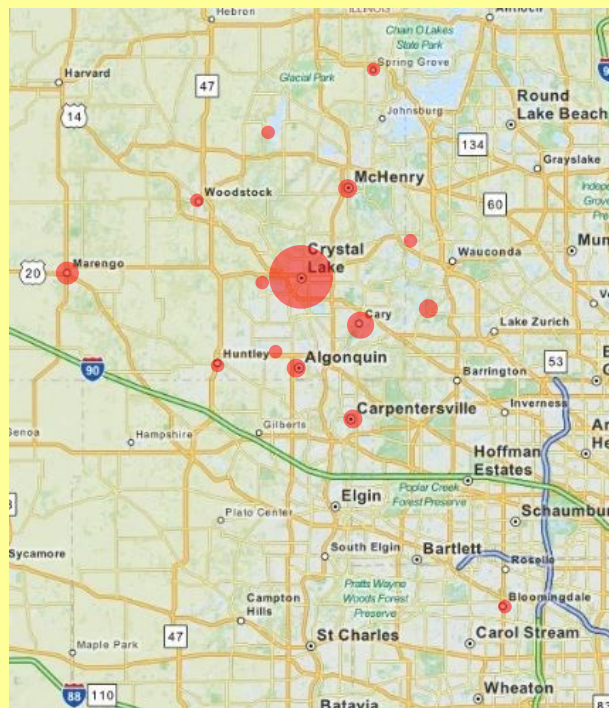 ILLINOIS
Antioch
Hebron
Chain O Lakes
State Park
Spring Grove
Harvard
Glacial Park
47
14
Johnsburg
Round
Lake Beach
134
Grayslake
McHenry
Woodstock
60
Crystal
Lake
Wauconda
Mun
20
Marengo
Cary
Lake Zurich
Huntley
Algonquin
53
90
Barrington
Carpentersville
Inverness
Genoa
Hampshire
Gilberts
Hoffman
Estates
Poplar Creek
Forest Preserve
Elgin
Plato Center
Schaumbur
Sycamore
South Elgin
Bartlett
Roselle
Pratts Wayne
Woods Forest
Preserve
Bloomingdale
Campton
Hills
47
St Charles
Carol Stream
Maple Park
88
110
Batavia
Wheaton
83